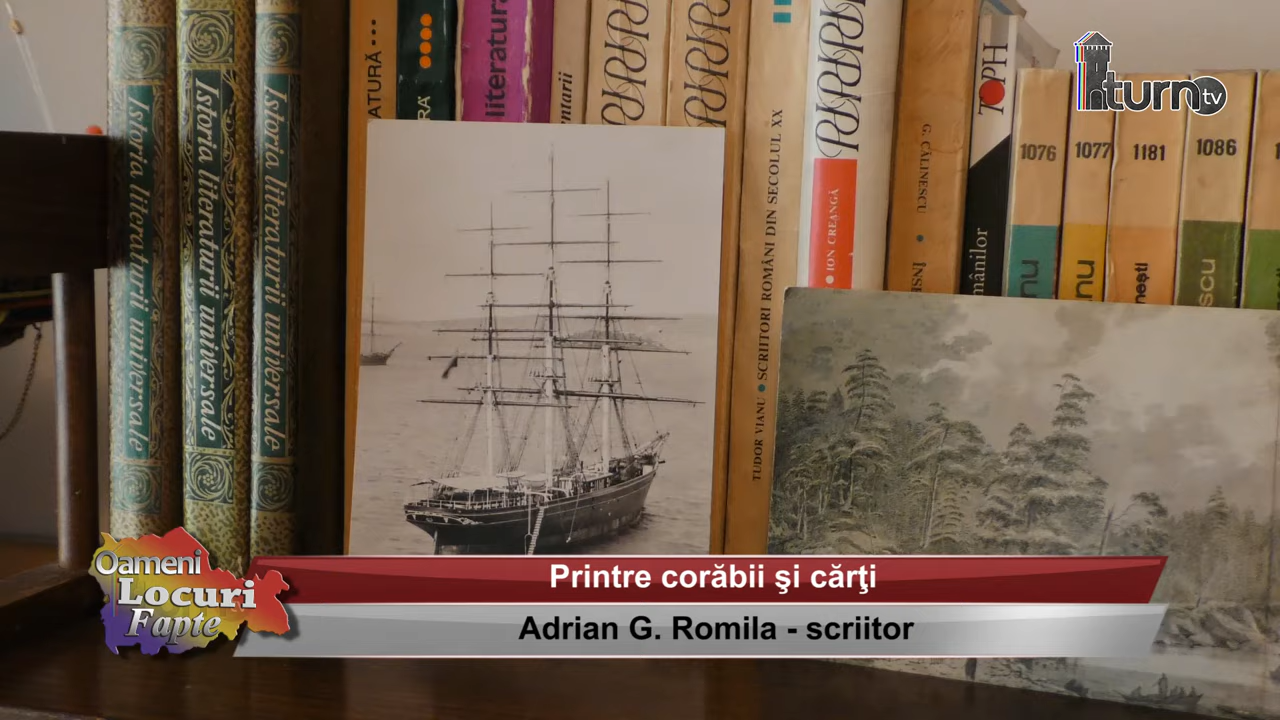 Istoria literaturii universale
Istoria literaturii universale
Istoria literaturii universale
literatura
G. CĂLINESCU
TUDOR VIANU • SCRIITORI ROMÂNI DIN SECOLUL XX
• ION CREANGĂ
1076
1077
1181
1086
turn tv
Oameni
Locuri
Fapte
Printre corăbii şi cărţi
Adrian G. Romila - scriitor